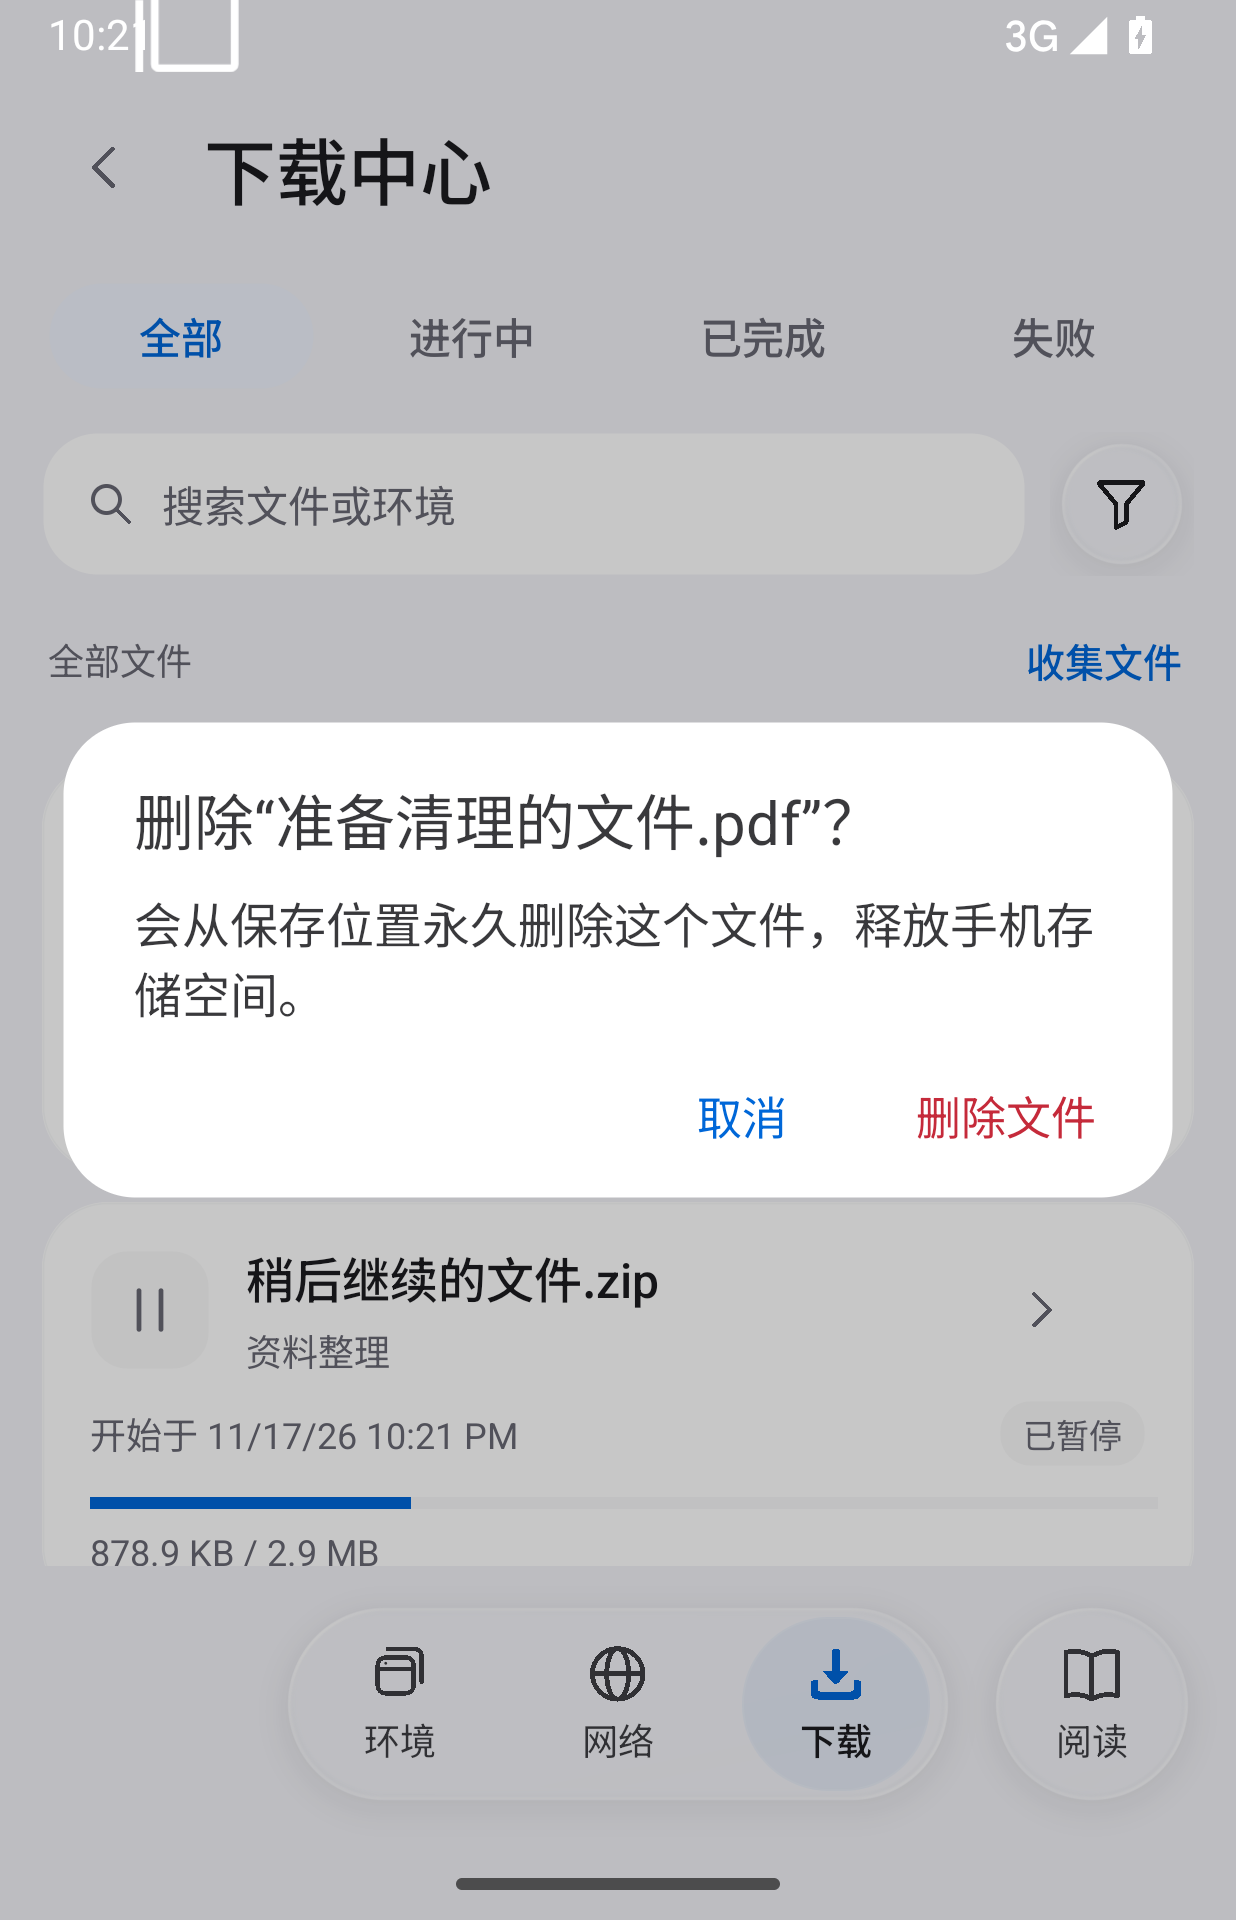 10:21
3G
下载中心
全部
进行中
已完成
失败
搜索文件或环境
全部文件
收集文件
删除“准备清理的文件.pdf”？
会从保存位置永久删除这个文件，释放手机存
储空间。
取消
删除文件
稍后继续的文件.zip
资料整理
开始于 11/17/26 10:21 PM
已暂停
878.9 KB / 2.9 MB
环境
网络
下载
阅读